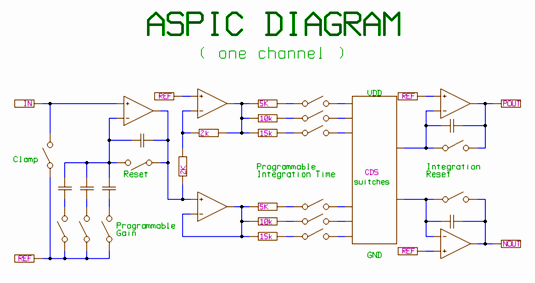 ASPIC DIAGRAM
( one channel )
VDD
IN
REF
5K
10k
15k
2k
REF
POUT
Clamp
Reset
2K
Programmable
Integration Time
CDS
switches
Integration
Reset
Programmable
Gain
5K
10k
15k
REF
GND
REF
NOUT